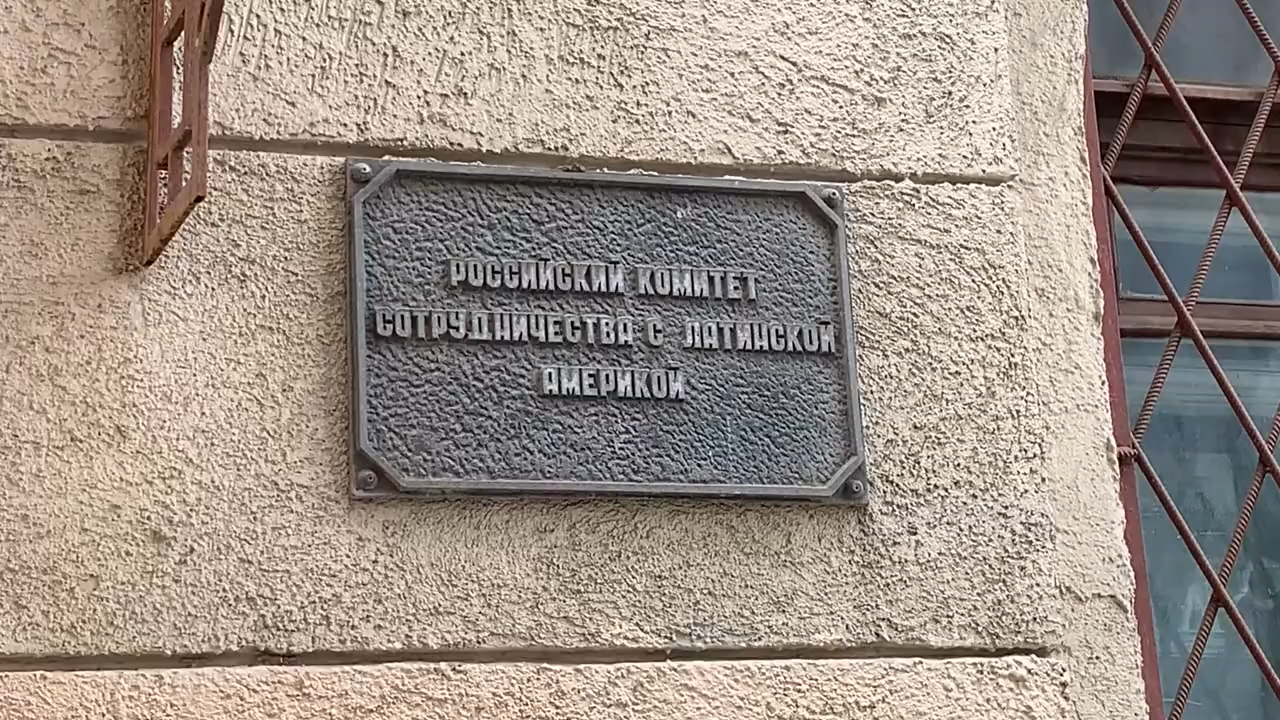 РОССИЙСКИЙ КОМИТЕТ
СОТРУДНИЧЕСТВА С ЛАТИНСКОЙ
АМЕРИКОЙ